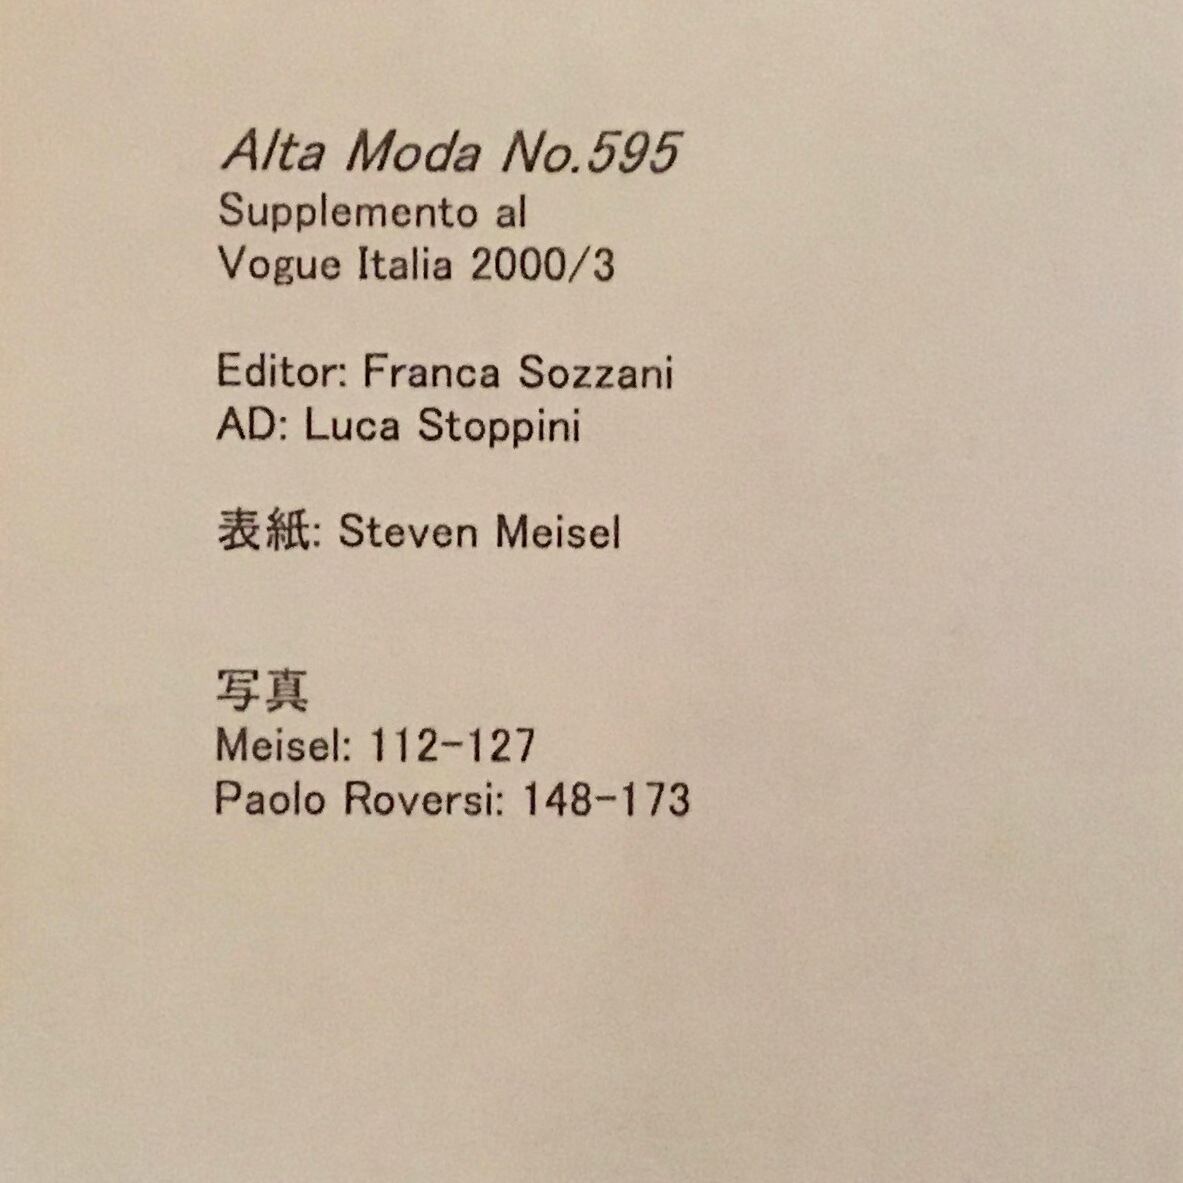 Alta Moda No.595
Supplemento al
Vogue Italia 2000/3
Editor: Franca Sozzani
AD: Luca Stoppini
表紙: Steven Meisel
写真
Meisel: 112-127
Paolo Roversi: 148-173